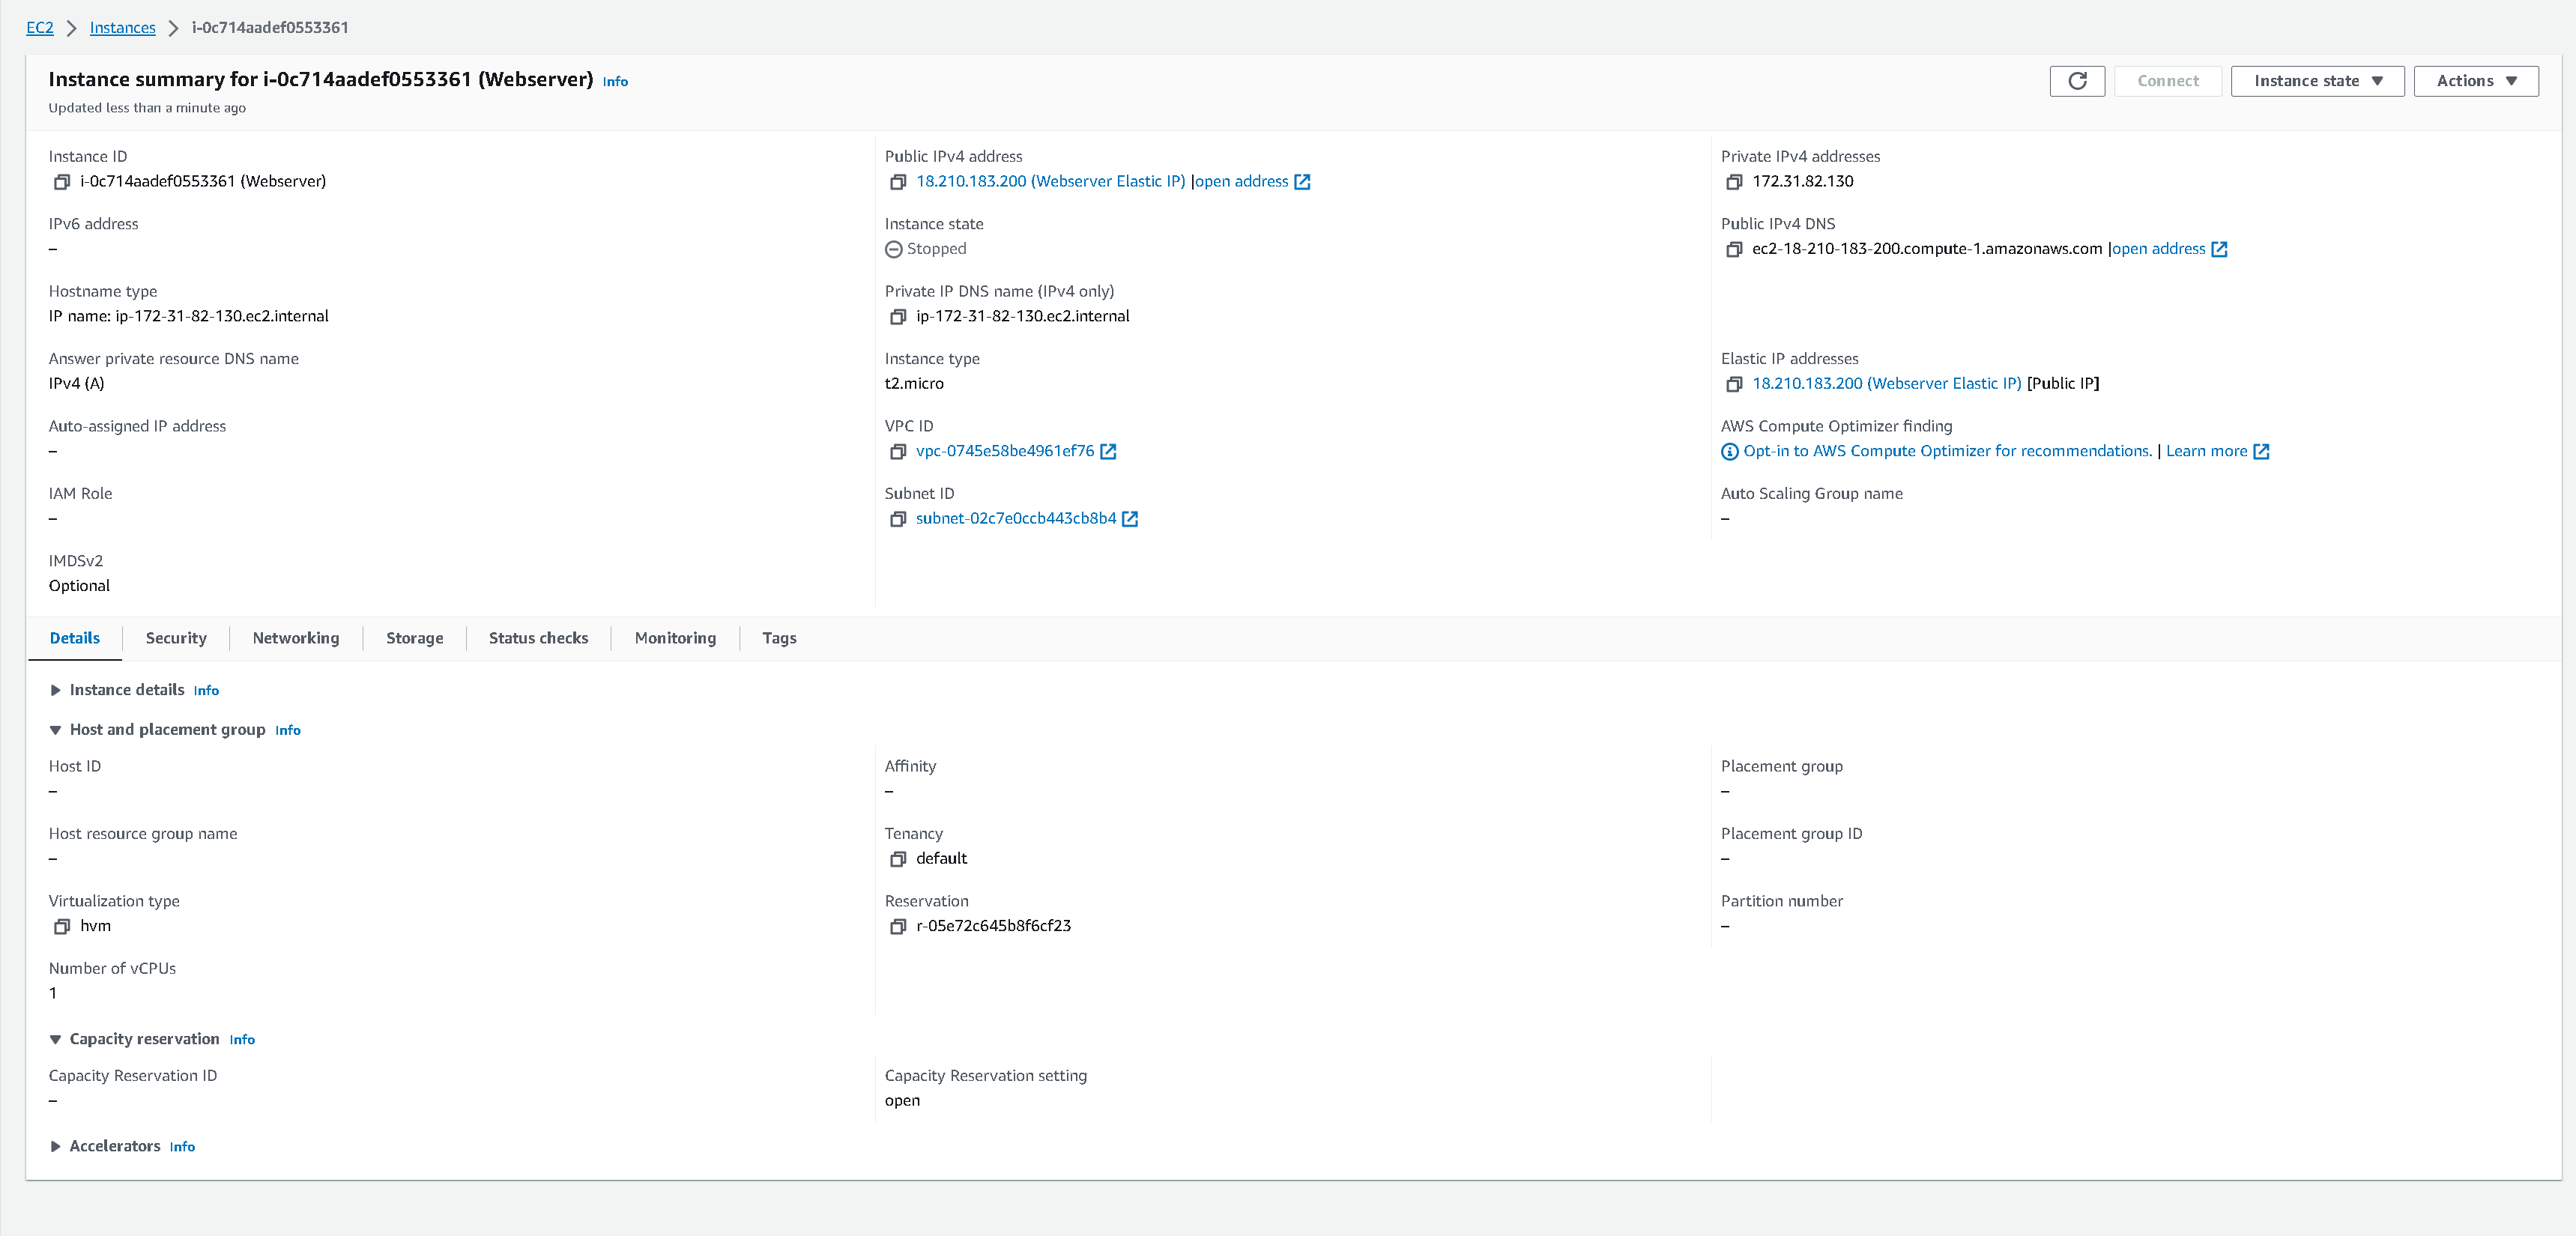 EC2 > Instances > i-0c714aadef0553361
Instance summary for i-0c714aadef0553361 (Webserver) Info
Updated less than a minute ago
Connect
Instance state
Actions
Instance ID
i-0c714aadef0553361 (Webserver)
Public IPv4 address
18.210.183.200 (Webserver Elastic IP) |open address
Private IPv4 addresses
172.31.82.130
IPv6 address
–
Instance state
Stopped
Public IPv4 DNS
ec2-18-210-183-200.compute-1.amazonaws.com |open address
Hostname type
IP name: ip-172-31-82-130.ec2.internal
Private IP DNS name (IPv4 only)
ip-172-31-82-130.ec2.internal
Answer private resource DNS name
IPv4 (A)
Instance type
t2.micro
Elastic IP addresses
18.210.183.200 (Webserver Elastic IP) [Public IP]
Auto-assigned IP address
–
VPC ID
vpc-0745e58be4961ef76
AWS Compute Optimizer finding
Opt-in to AWS Compute Optimizer for recommendations. | Learn more
IAM Role
–
Subnet ID
subnet-02c7e0ccb443cb8b4
Auto Scaling Group name
–
IMDSv2
Optional
Details
Security
Networking
Storage
Status checks
Monitoring
Tags
Instance details Info
Host and placement group Info
Host ID
–
Affinity
–
Placement group
–
Host resource group name
–
Tenancy
default
Placement group ID
–
Virtualization type
hvm
Reservation
r-05e72c645b8f6cf23
Partition number
–
Number of vCPUs
1
Capacity reservation Info
Capacity Reservation ID
–
Capacity Reservation setting
open
Accelerators Info